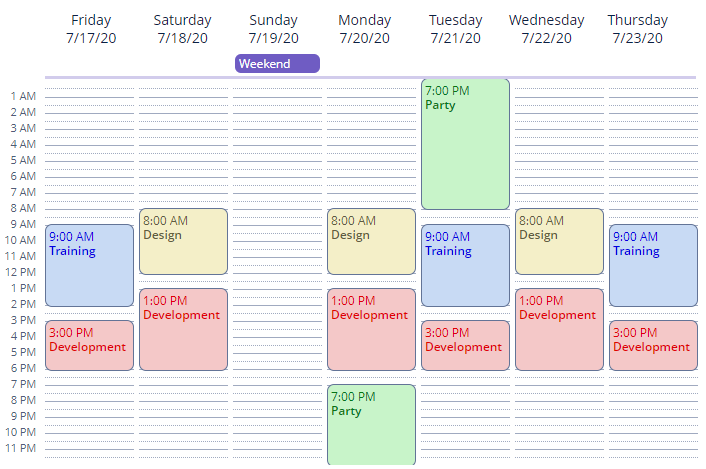 Friday Saturday Sunday Monday Tuesday Wednesday Thursday
7/17/20 7/18/20 7/19/20 7/20/20 7/21/20 7/22/20 7/23/20
Weekend
7:00 PM
1 AM
Party
2 AM
3 AM
4 AM
5 AM
6 AM
7 AM
8 AM
8:00 AM 8:00 AM 8:00 AM
9 AM
Design Design Design
9:00 AM 9:00 AM 9:00 AM
10 AM
Training Training Training
11 AM
12 PM
1 PM
1:00 PM 1:00 PM 1:00 PM
2 PM
Development Development Development
3 PM
3:00 PM 3:00 PM 3:00 PM
4 PM
Development Development Development
5 PM
6 PM
7 PM
7:00 PM
8 PM
Party
9 PM
10 PM
11 PM